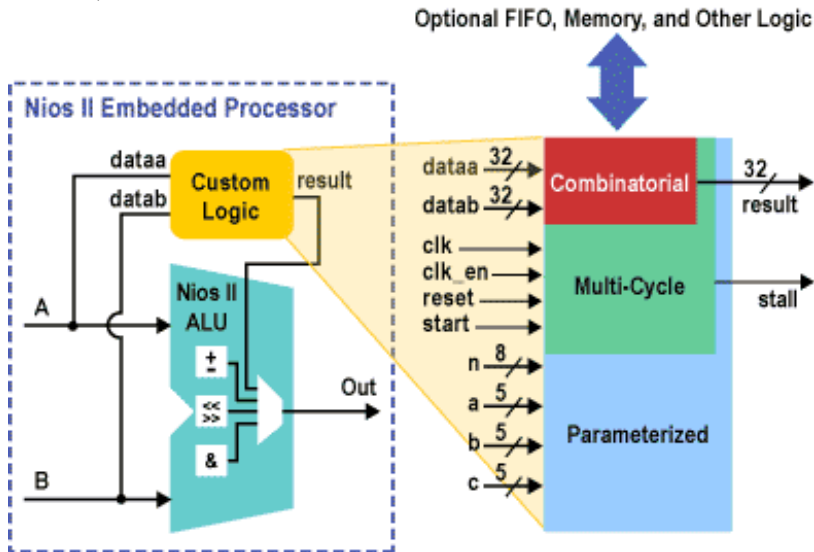 Optional FIFO, Memory, and Other Logic
Nios II Embedded Processor
dataa
datab
Custom
Logic
result
A
Nios II
ALU
+
-
<<
>>
&
Out
B
dataa 32
datab 32
clk
clk_en
reset
start
n 8
a 5
b 5
c 5
Combinatorial
Multi-Cycle
Parameterized
32
result
stall